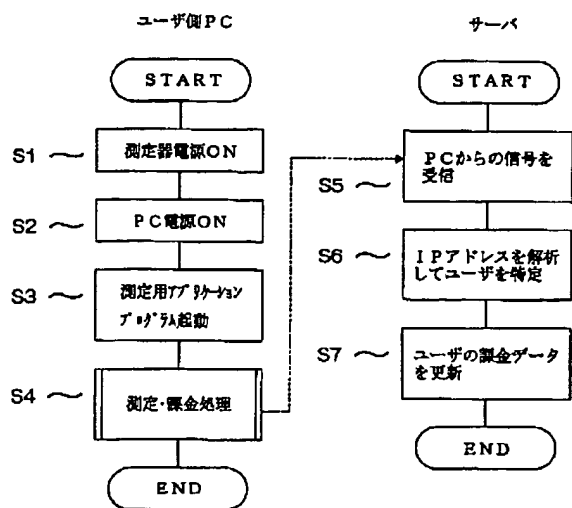 ユーザ側PC
START
S1
測定器電源ON
S2
PC電源ON
S3
測定用アプリケーション
プログラム起動
S4
測定・課金処理
END
サーバ
START
S5
PCからの信号を
受信
S6
IPアドレスを解析
してユーザを特定
S7
ユーザの課金データ
を更新
END